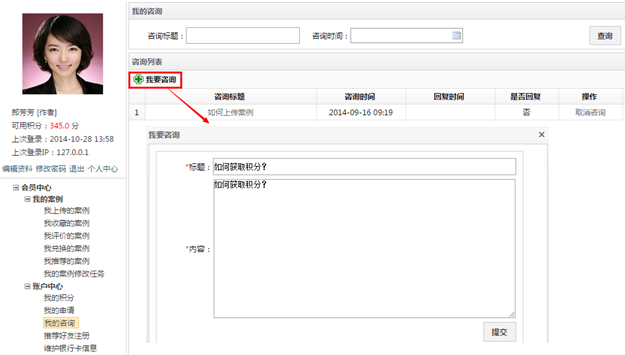 郎芳芳 [作者]
可用积分：345.0 分
上次登录：2014-10-28 13:58
上次登录IP：127.0.0.1
编辑资料 修改密码 退出 个人中心
会员中心
我的案例
我上传的案例
我收藏的案例
我评价的案例
我兑换的案例
我推荐的案例
我的案例修改任务
账户中心
我的积分
我的申请
我的咨询
推荐好友注册
维护银行卡信息
我的咨询
咨询标题： 咨询时间： 查询
咨询列表
我要咨询
咨询标题 咨询时间 回复时间 是否回复 操作
1 如何上传案例 2014-09-16 09:19 否 取消咨询
我要咨询
*标题：如何获取积分？
*内容：如何获取积分？
提交